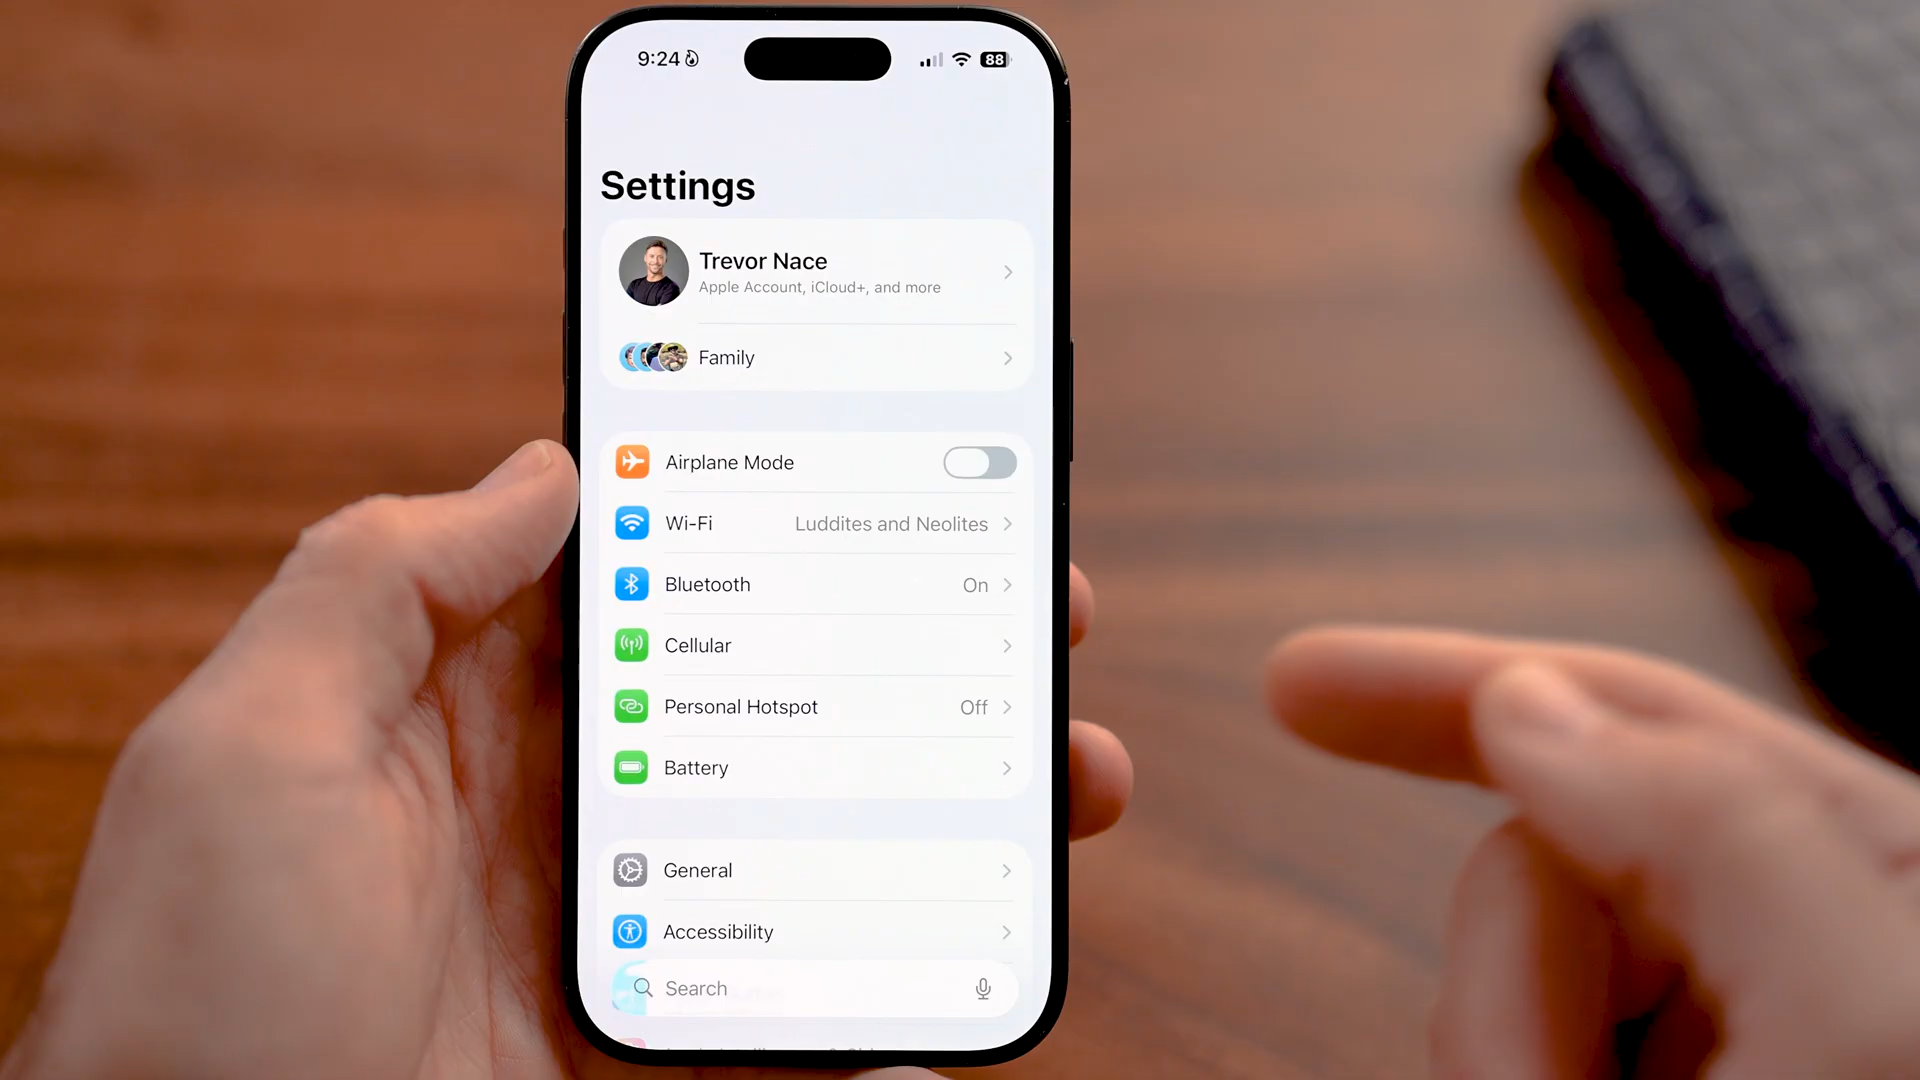 9:24
88
Settings
Trevor Nace
Apple Account, iCloud+, and more
Family
Airplane Mode
Wi-Fi Luddites and Neolites
Bluetooth On
Cellular
Personal Hotspot Off
Battery
General
Accessibility
Search